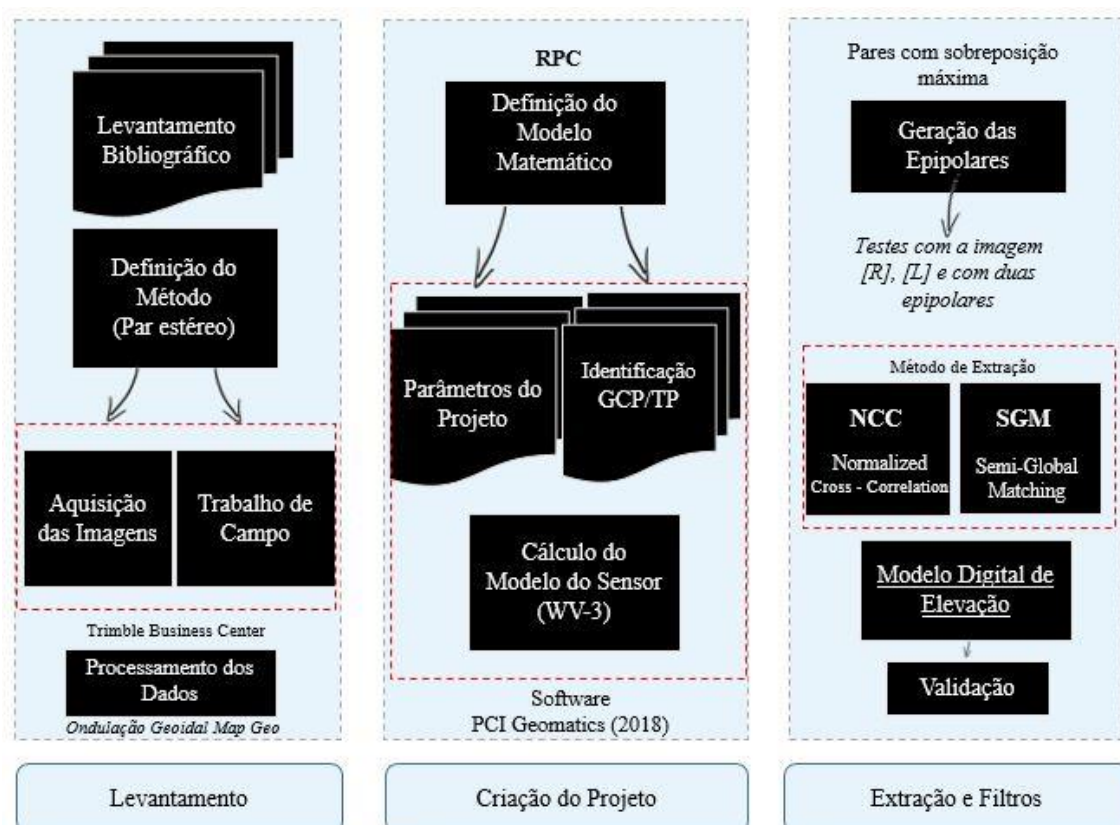 Levantamento
Bibliográfico
Definição do
Método
(Par estéreo)
Aquisição
das Imagens
Trabalho de
Campo
Trimble Business Center
Processamento dos
Dados
Ondulação Geoidal Map Geo
Levantamento
RPC
Definição do
Modelo
Matemático
Parâmetros do
Projeto
Identificação
GCP/TP
Cálculo do
Modelo do Sensor
(WV-3)
Software
PCI Geomatics (2018)
Criação do Projeto
Pares com sobreposição
máxima
Geração das
Epipolares
Testes com a imagem
[R], [L] e com duas
epipolares
Método de Extração
NCC
Normalized
Cross - Correlation
SGM
Semi-Global
Matching
Modelo Digital de
Elevação
Validação
Extração e Filtros